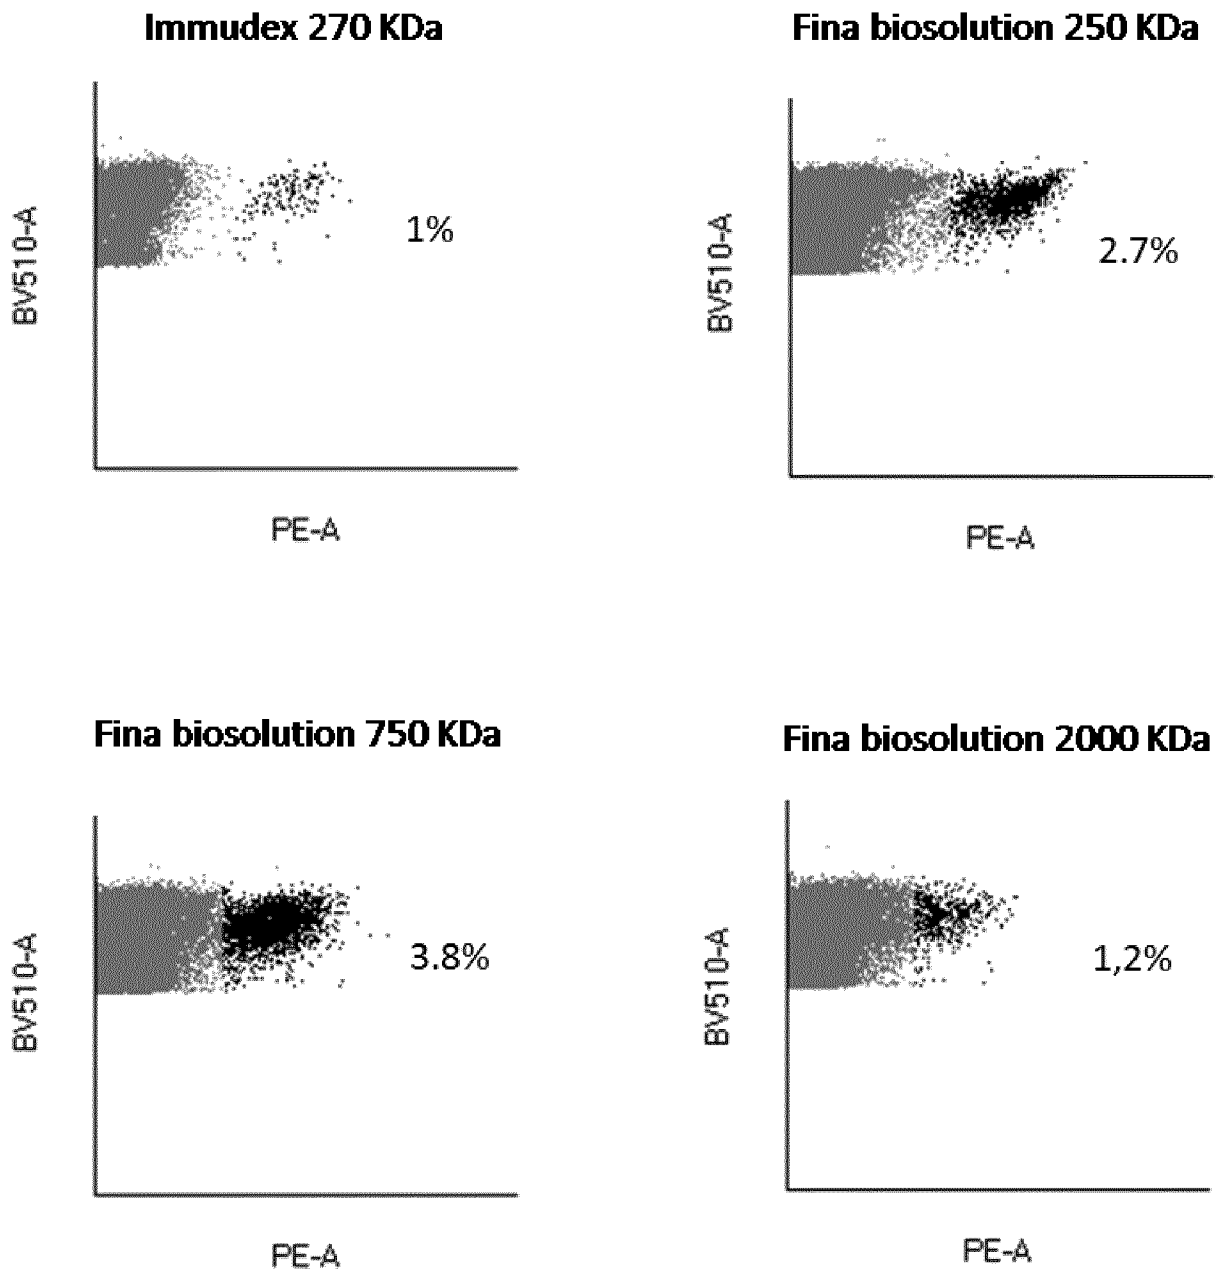 Immudex 270 KDa
BV510-A
1%
PE-A
Fina biosolution 250 KDa
BV510-A
2.7%
PE-A
Fina biosolution 750 KDa
BV510-A
3.8%
PE-A
Fina biosolution 2000 KDa
BV510-A
1,2%
PE-A